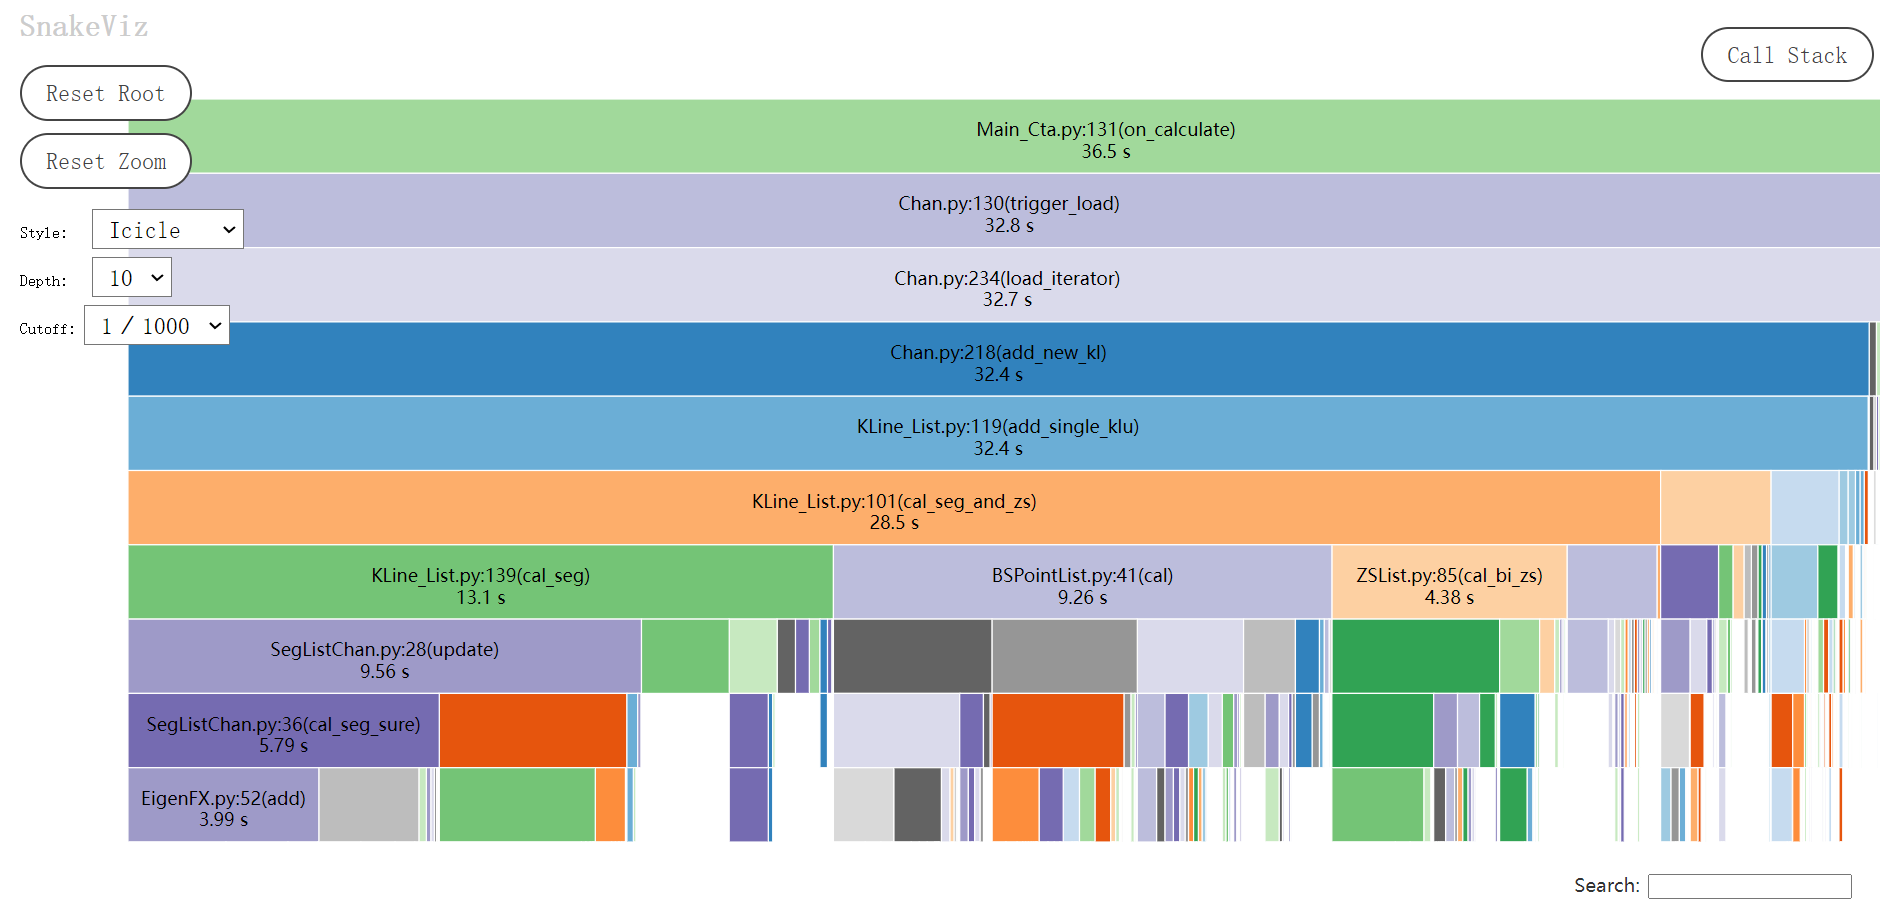 SnakeViz
Call Stack
Reset Root
Reset Zoom
Style: Icicle
Depth: 10
Cutoff: 1 / 1000
Main_Cta.py:131(on_calculate)
36.5 s
Chan.py:130(trigger_load)
32.8 s
Chan.py:234(load_iterator)
32.7 s
Chan.py:218(add_new_kl)
32.4 s
KLine_List.py:119(add_single_klu)
32.4 s
KLine_List.py:101(cal_seg_and_zs)
28.5 s
KLine_List.py:139(cal_seg)
13.1 s
BSPointList.py:41(cal)
9.26 s
ZSList.py:85(cal_bi_zs)
4.38 s
SegListChan.py:28(update)
9.56 s
SegListChan.py:36(cal_seg_sure)
5.79 s
EigenFX.py:52(add)
3.99 s
Search: